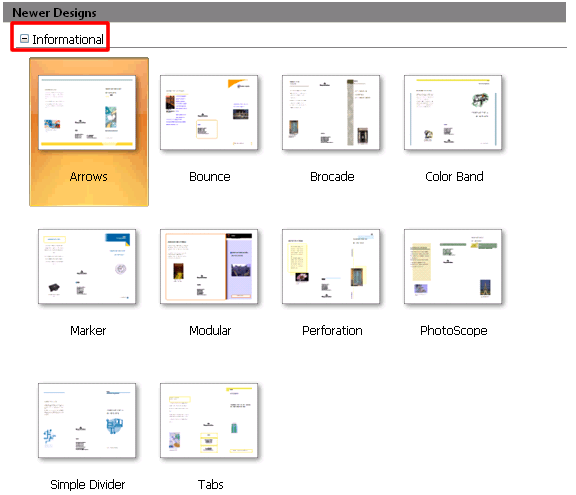 Newer Designs
Informational
Arrows
Bounce
Brocade
Color Band
Marker
Modular
Perforation
PhotoScope
Simple Divider
Tabs